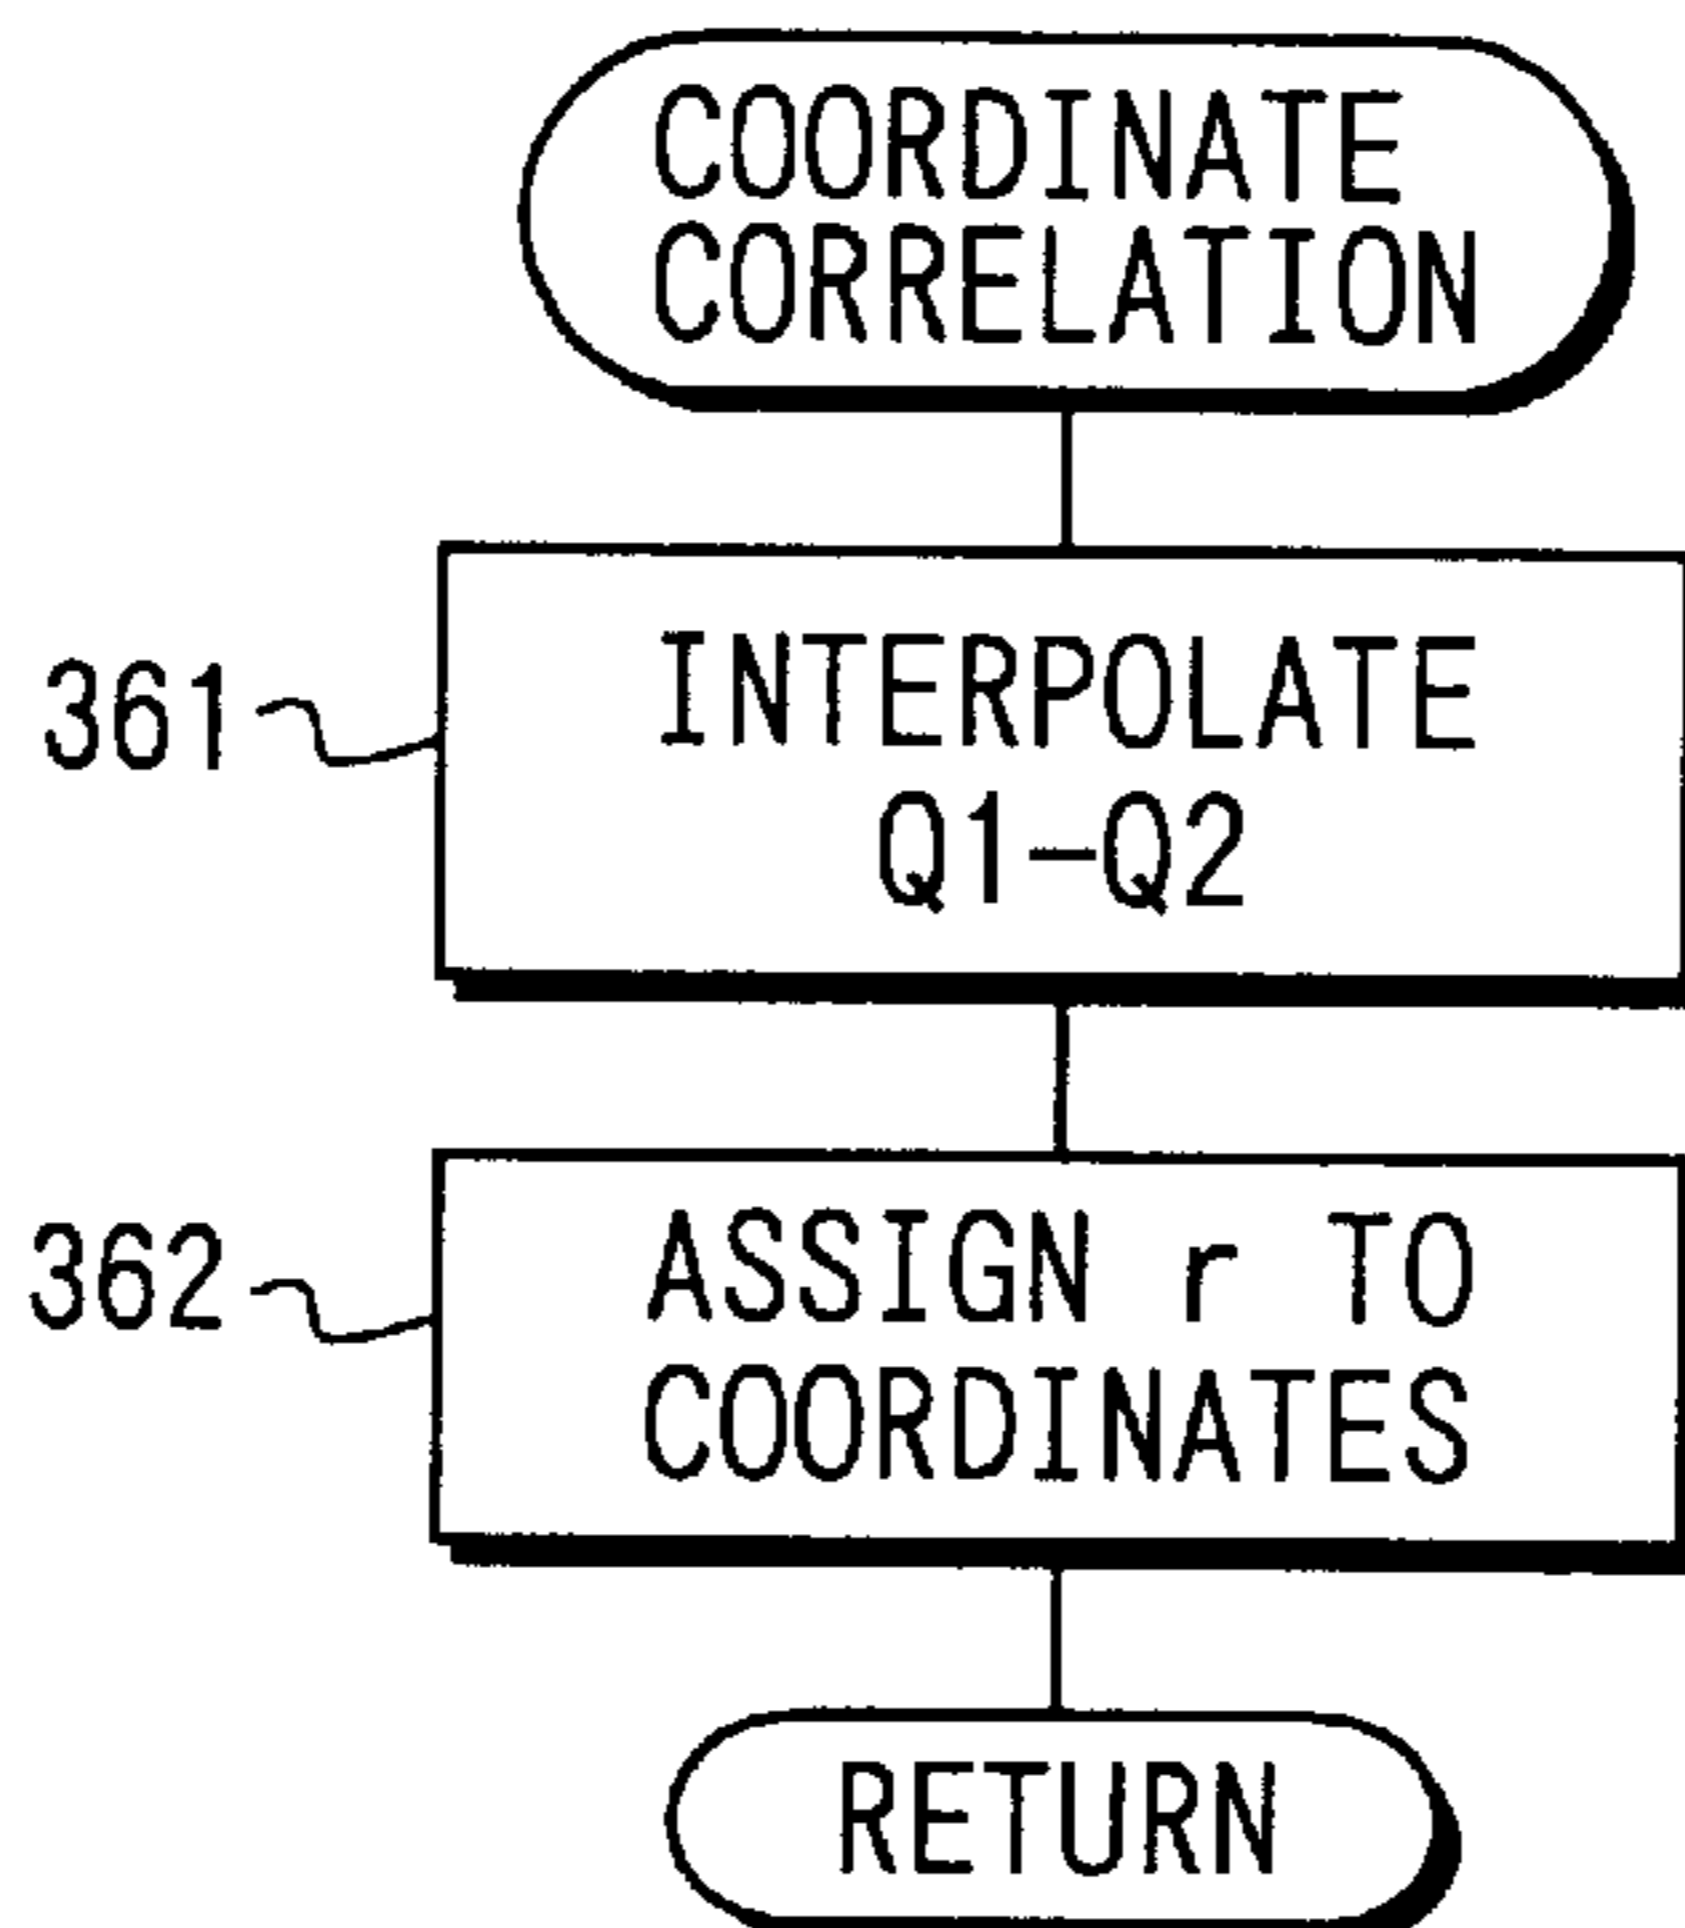 COORDINATE
CORRELATION
361
INTERPOLATE
Q1-Q2
362
ASSIGN r TO
COORDINATES
RETURN